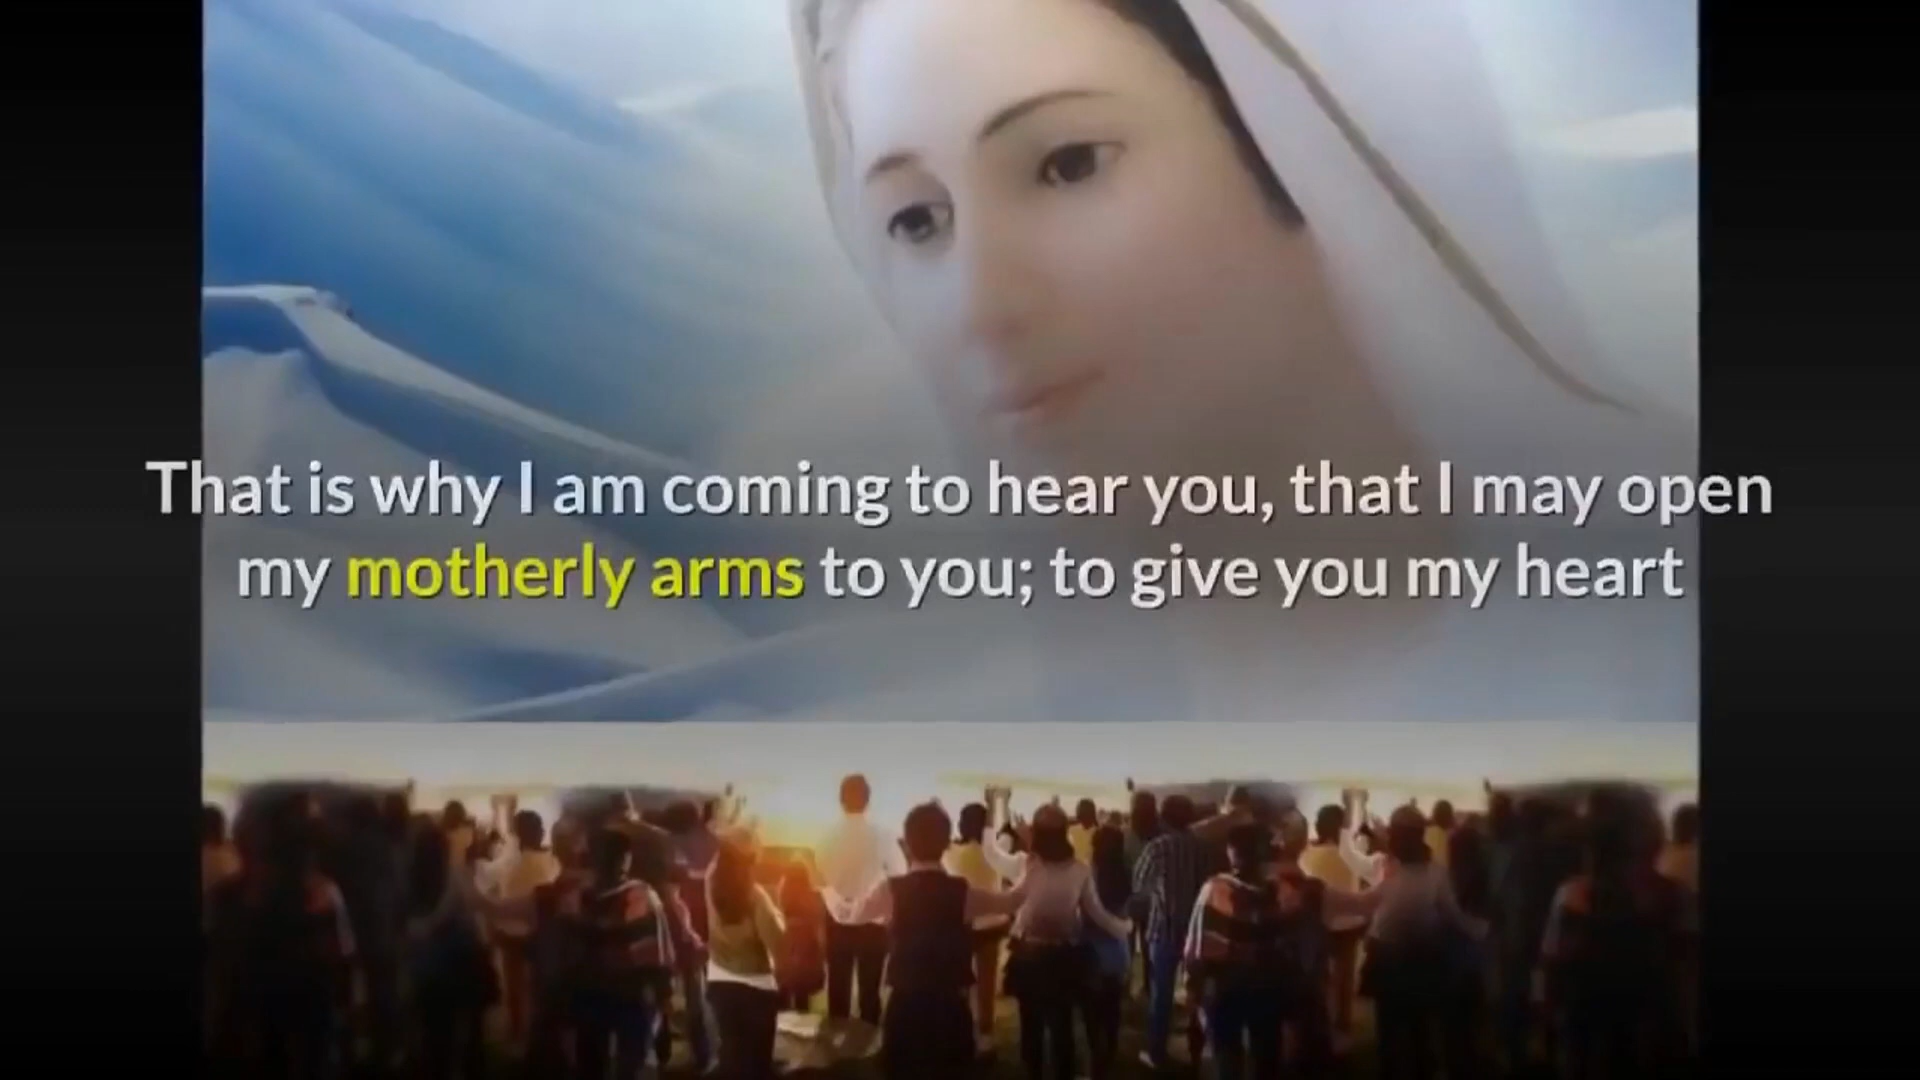 That is why I am coming to hear you, that I may open
my motherly arms to you; to give you my heart